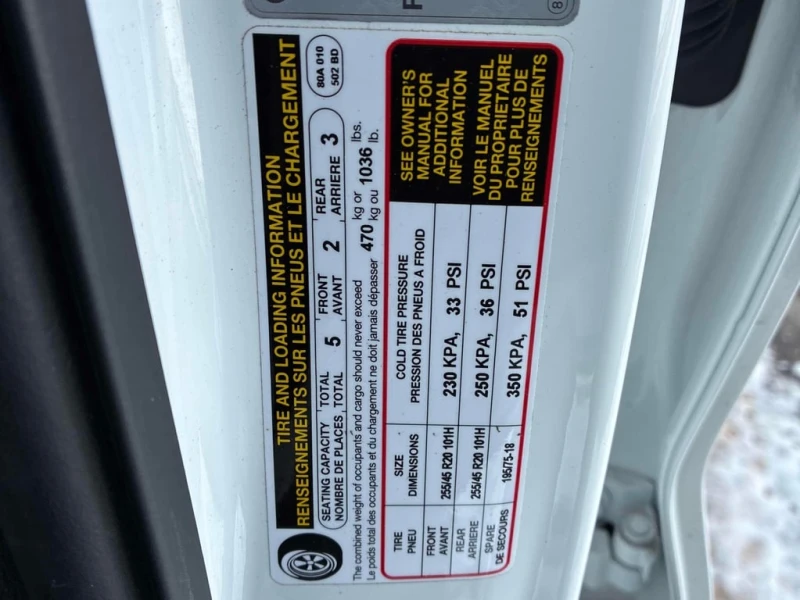 TIRE AND LOADING INFORMATION
RENSEIGNEMENTS SUR LES PNEUS ET LE CHARGEMENT
SEATING CAPACITY TOTAL 5 FRONT 2 REAR 3
NOMBRE DE PLACES TOTAL AVANT ARRIERE
80A 010
502 BD
The combined weight of occupants and cargo should never exceed 470 kg or 1036 lbs.
Le poids total des occupants et du chargement ne doit jamais dépasser kg ou lb.
TIRE SIZE COLD TIRE PRESSURE
PNEU DIMENSIONS PRESSION DES PNEUS A FROID
FRONT
AVANT 255/45 R20 101H 230 KPA, 33 PSI
REAR
ARRIERE 255/45 R20 101H 250 KPA, 36 PSI
SPARE
DE SECOURS 195/75-18 350 KPA, 51 PSI
SEE OWNER'S
MANUAL FOR
ADDITIONAL
INFORMATION
VOIR LE MANUEL
DU PROPRIETAIRE
POUR PLUS DE
RENSEIGNEMENTS